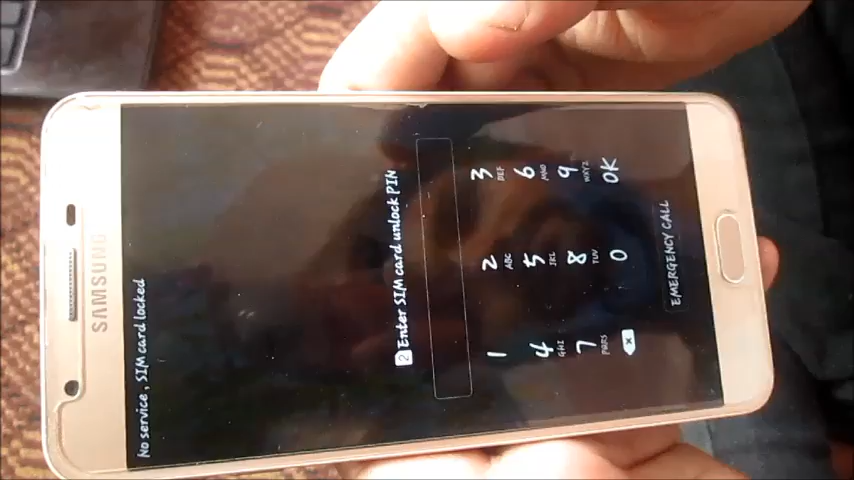 SAMSUNG
No service , SIM card locked
2 Enter SIM card unlock PIN
1 2 ABC 3 DEF
4 GHI 5 JKL 6 MNO
7 PQRS 8 TUV 9 WXYZ
0 OK
EMERGENCY CALL